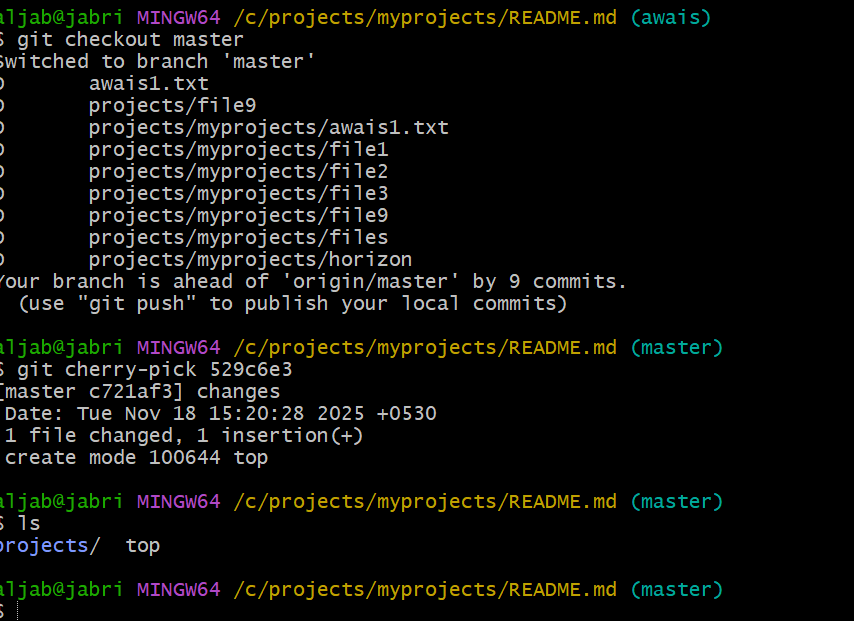 aljab@jabri MINGW64 /c/projects/myprojects/README.md (awais)
$ git checkout master
Switched to branch 'master'
D       awais1.txt
D       projects/file9
D       projects/myprojects/awais1.txt
D       projects/myprojects/file1
D       projects/myprojects/file2
D       projects/myprojects/file3
D       projects/myprojects/file9
D       projects/myprojects/files
D       projects/myprojects/horizon
Your branch is ahead of 'origin/master' by 9 commits.
  (use "git push" to publish your local commits)
aljab@jabri MINGW64 /c/projects/myprojects/README.md (master)
$ git cherry-pick 529c6e3
[master c721af3] changes
 Date: Tue Nov 18 15:20:28 2025 +0530
 1 file changed, 1 insertion(+)
 create mode 100644 top
aljab@jabri MINGW64 /c/projects/myprojects/README.md (master)
$ ls
projects/  top
aljab@jabri MINGW64 /c/projects/myprojects/README.md (master)
$